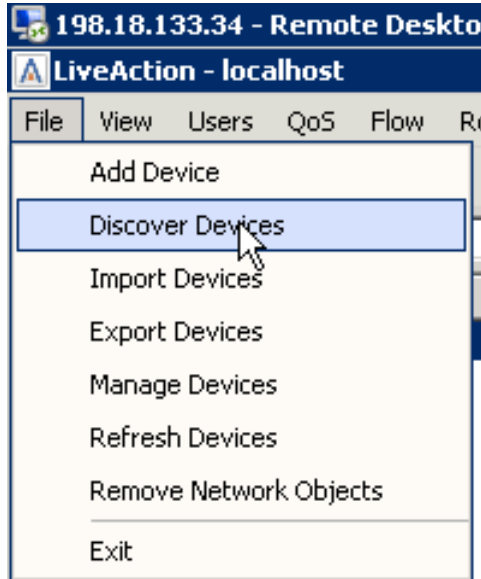 198.18.133.34 - Remote Deskto
LiveAction - localhost
File View Users QoS Flow Re
Add Device
Discover Devices
Import Devices
Export Devices
Manage Devices
Refresh Devices
Remove Network Objects
Exit